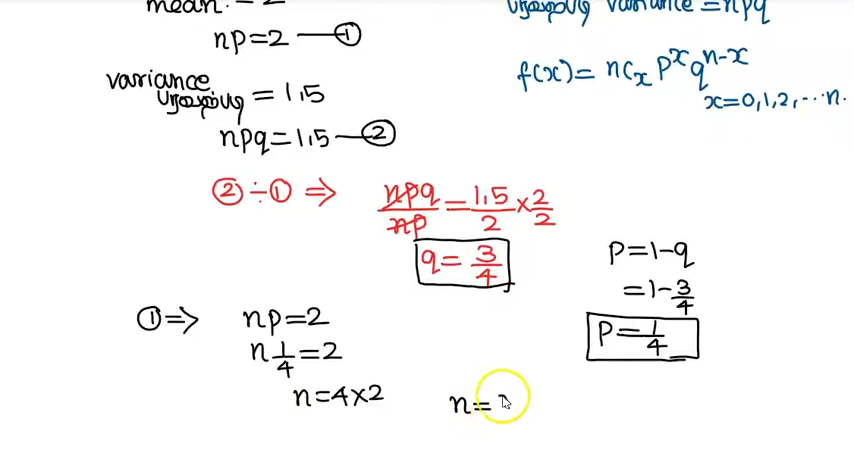 mean = 2
variance = npq
np=2 —①
f(x) = nCₓ pˣ qⁿ⁻ˣ
x=0,1,2,...n.
variance
= 1.5
npq=1.5 —②
②÷① ⇒ npq/np = 1.5/2 × 2/2
q = 3/4
p=1-q
=1-3/4
p=1/4
①⇒ np=2
n 1/4 = 2
n=4×2
n=